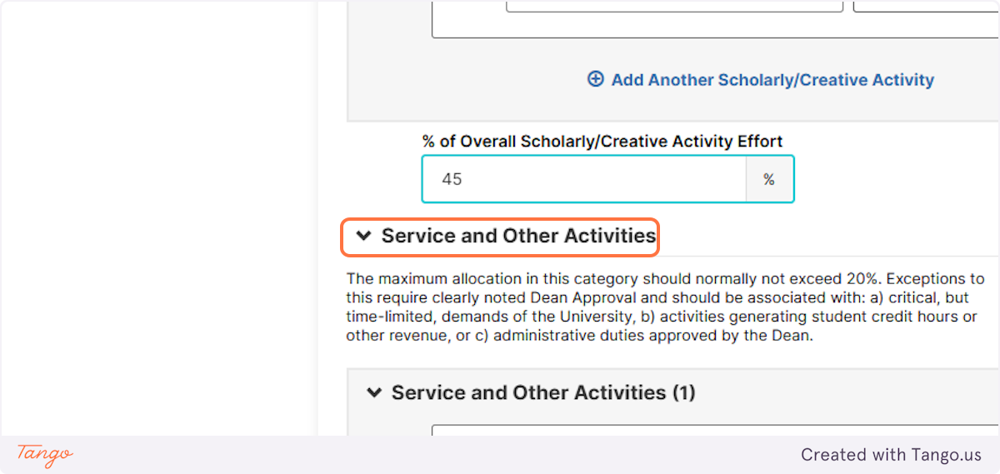 Add Another Scholarly/Creative Activity
% of Overall Scholarly/Creative Activity Effort
45 %
Service and Other Activities
The maximum allocation in this category should normally not exceed 20%. Exceptions to
this require clearly noted Dean Approval and should be associated with: a) critical, but
time-limited, demands of the University, b) activities generating student credit hours or
other revenue, or c) administrative duties approved by the Dean.
Service and Other Activities (1)
Tango
Created with Tango.us